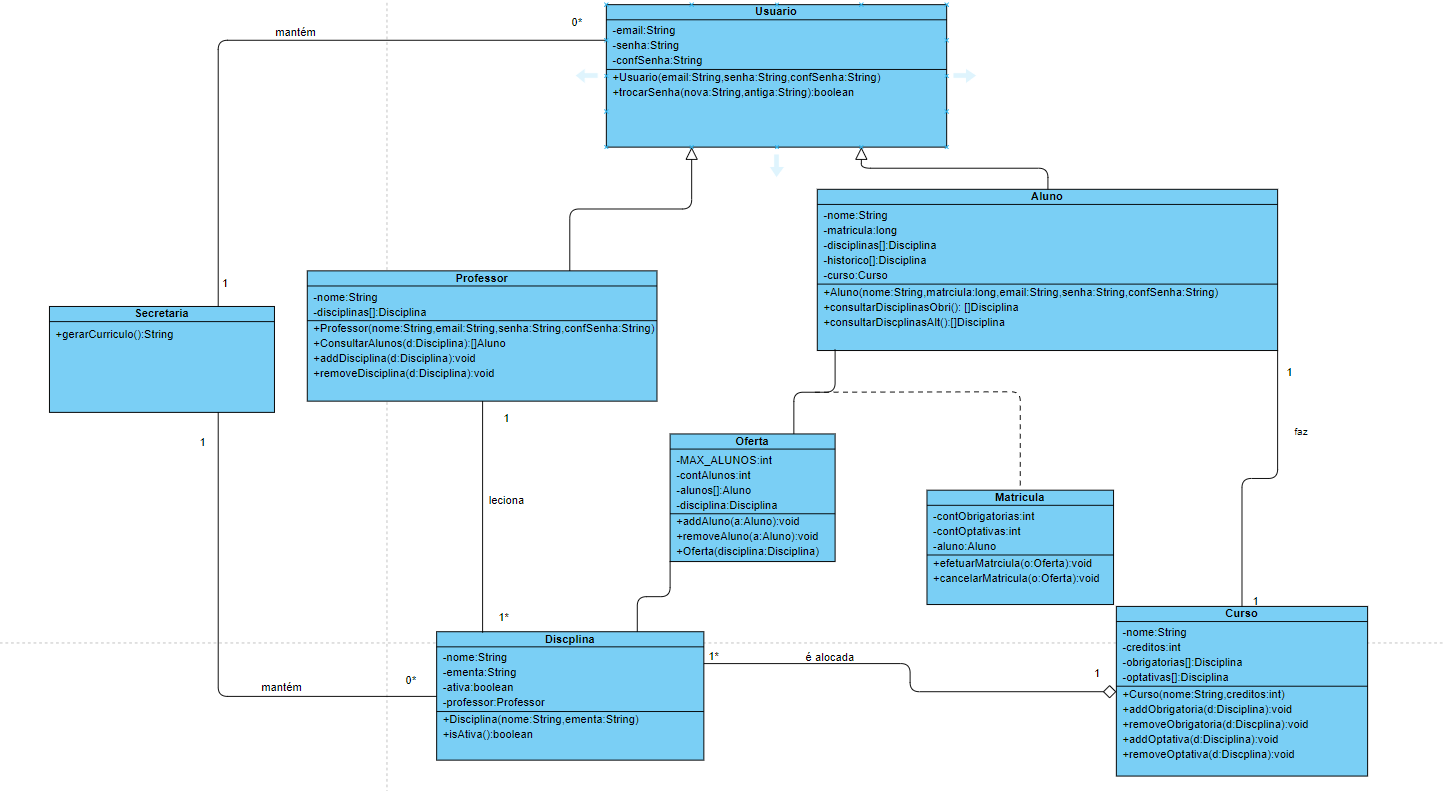 Usuario
-email:String
-senha:String
-confSenha:String
+Usuario(email:String,senha:String,confSenha:String)
+trocarSenha(nova:String,antiga:String):boolean
mantém
0*
1
Aluno
-nome:String
-matricula:long
-disciplinas[]:Disciplina
-historico[]:Disciplina
-curso:Curso
+Aluno(nome:String,matrciula:long,email:String,senha:String,confSenha:String)
+consultarDisciplinasObri(): []Disciplina
+consultarDiscplinasAlt():[]Disciplina
Professor
-nome:String
-disciplinas[]:Disciplina
+Professor(nome:String,email:String,senha:String,confSenha:String)
+ConsultarAlunos(d:Disciplina):[]Aluno
+addDisciplina(d:Disciplina):void
+removeDisciplina(d:Disciplina):void
Secretaria
+gerarCurriculo():String
1
1
leciona
1*
1
faz
1
Oferta
-MAX_ALUNOS:int
-contAlunos:int
-alunos[]:Aluno
-disciplina:Disciplina
+addAluno(a:Aluno):void
+removeAluno(a:Aluno):void
+Oferta(disciplina:Disciplina)
Matricula
-contObrigatorias:int
-contOptativas:int
-aluno:Aluno
+efetuarMatrciula(o:Oferta):void
+cancelarMatricula(o:Oferta):void
mantém
0*
Discplina
-nome:String
-ementa:String
-ativa:boolean
-professor:Professor
+Disciplina(nome:String,ementa:String)
+isAtiva():boolean
1*
é alocada
1
Curso
-nome:String
-creditos:int
-obrigatorias[]:Disciplina
-optativas[]:Disciplina
+Curso(nome:String,creditos:int)
+addObrigatoria(d:Discplina):void
+removeObrigatoria(d:Discplina):void
+addOptativa(d:Disciplina):void
+removeOptativa(d:Discplina):void